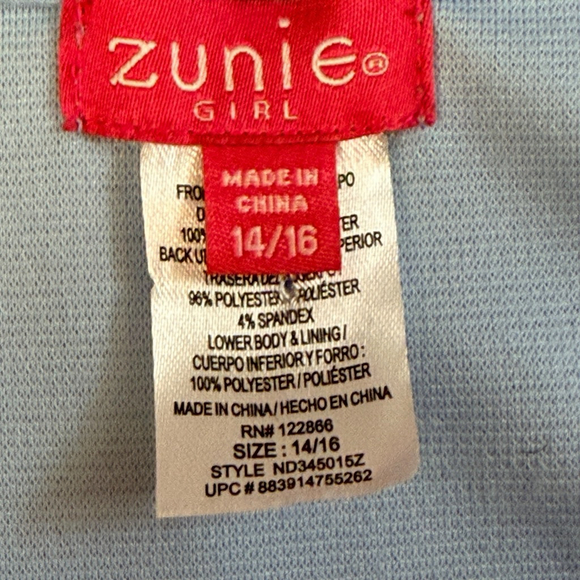 zuniE®
GIRL
MADE IN
CHINA
14/16
100%
96% POLYESTER
4% SPANDEX
LOWER BODY & LINING /
CUERPO INFERIOR Y FORRO :
100% POLYESTER / POLIÉSTER
MADE IN CHINA / HECHO EN CHINA
RN# 122866
SIZE : 14/16
STYLE ND345015Z
UPC # 883914755262